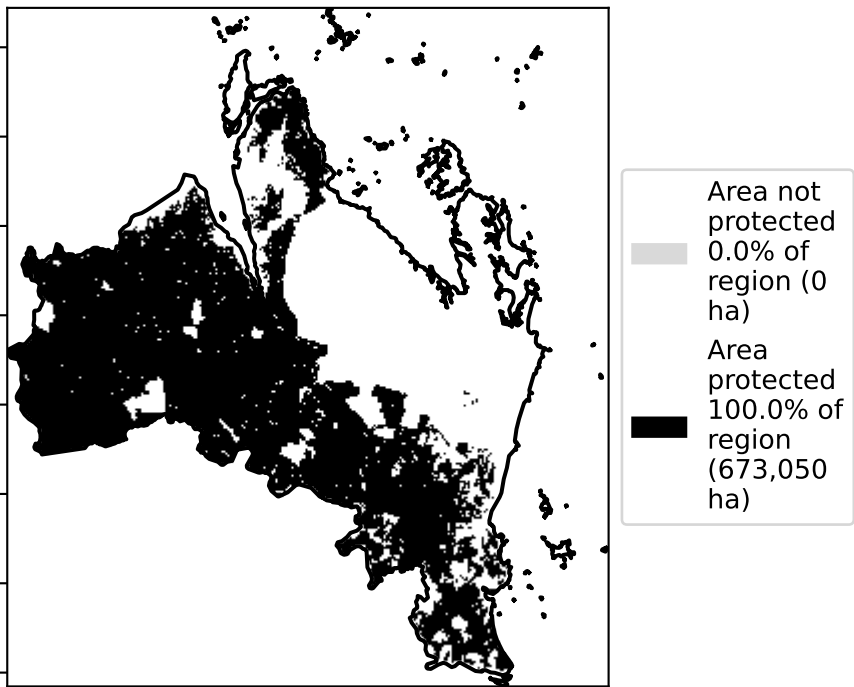 Area not
protected
0.0% of
region (0
ha)
Area
protected
100.0% of
region
(673,050
ha)